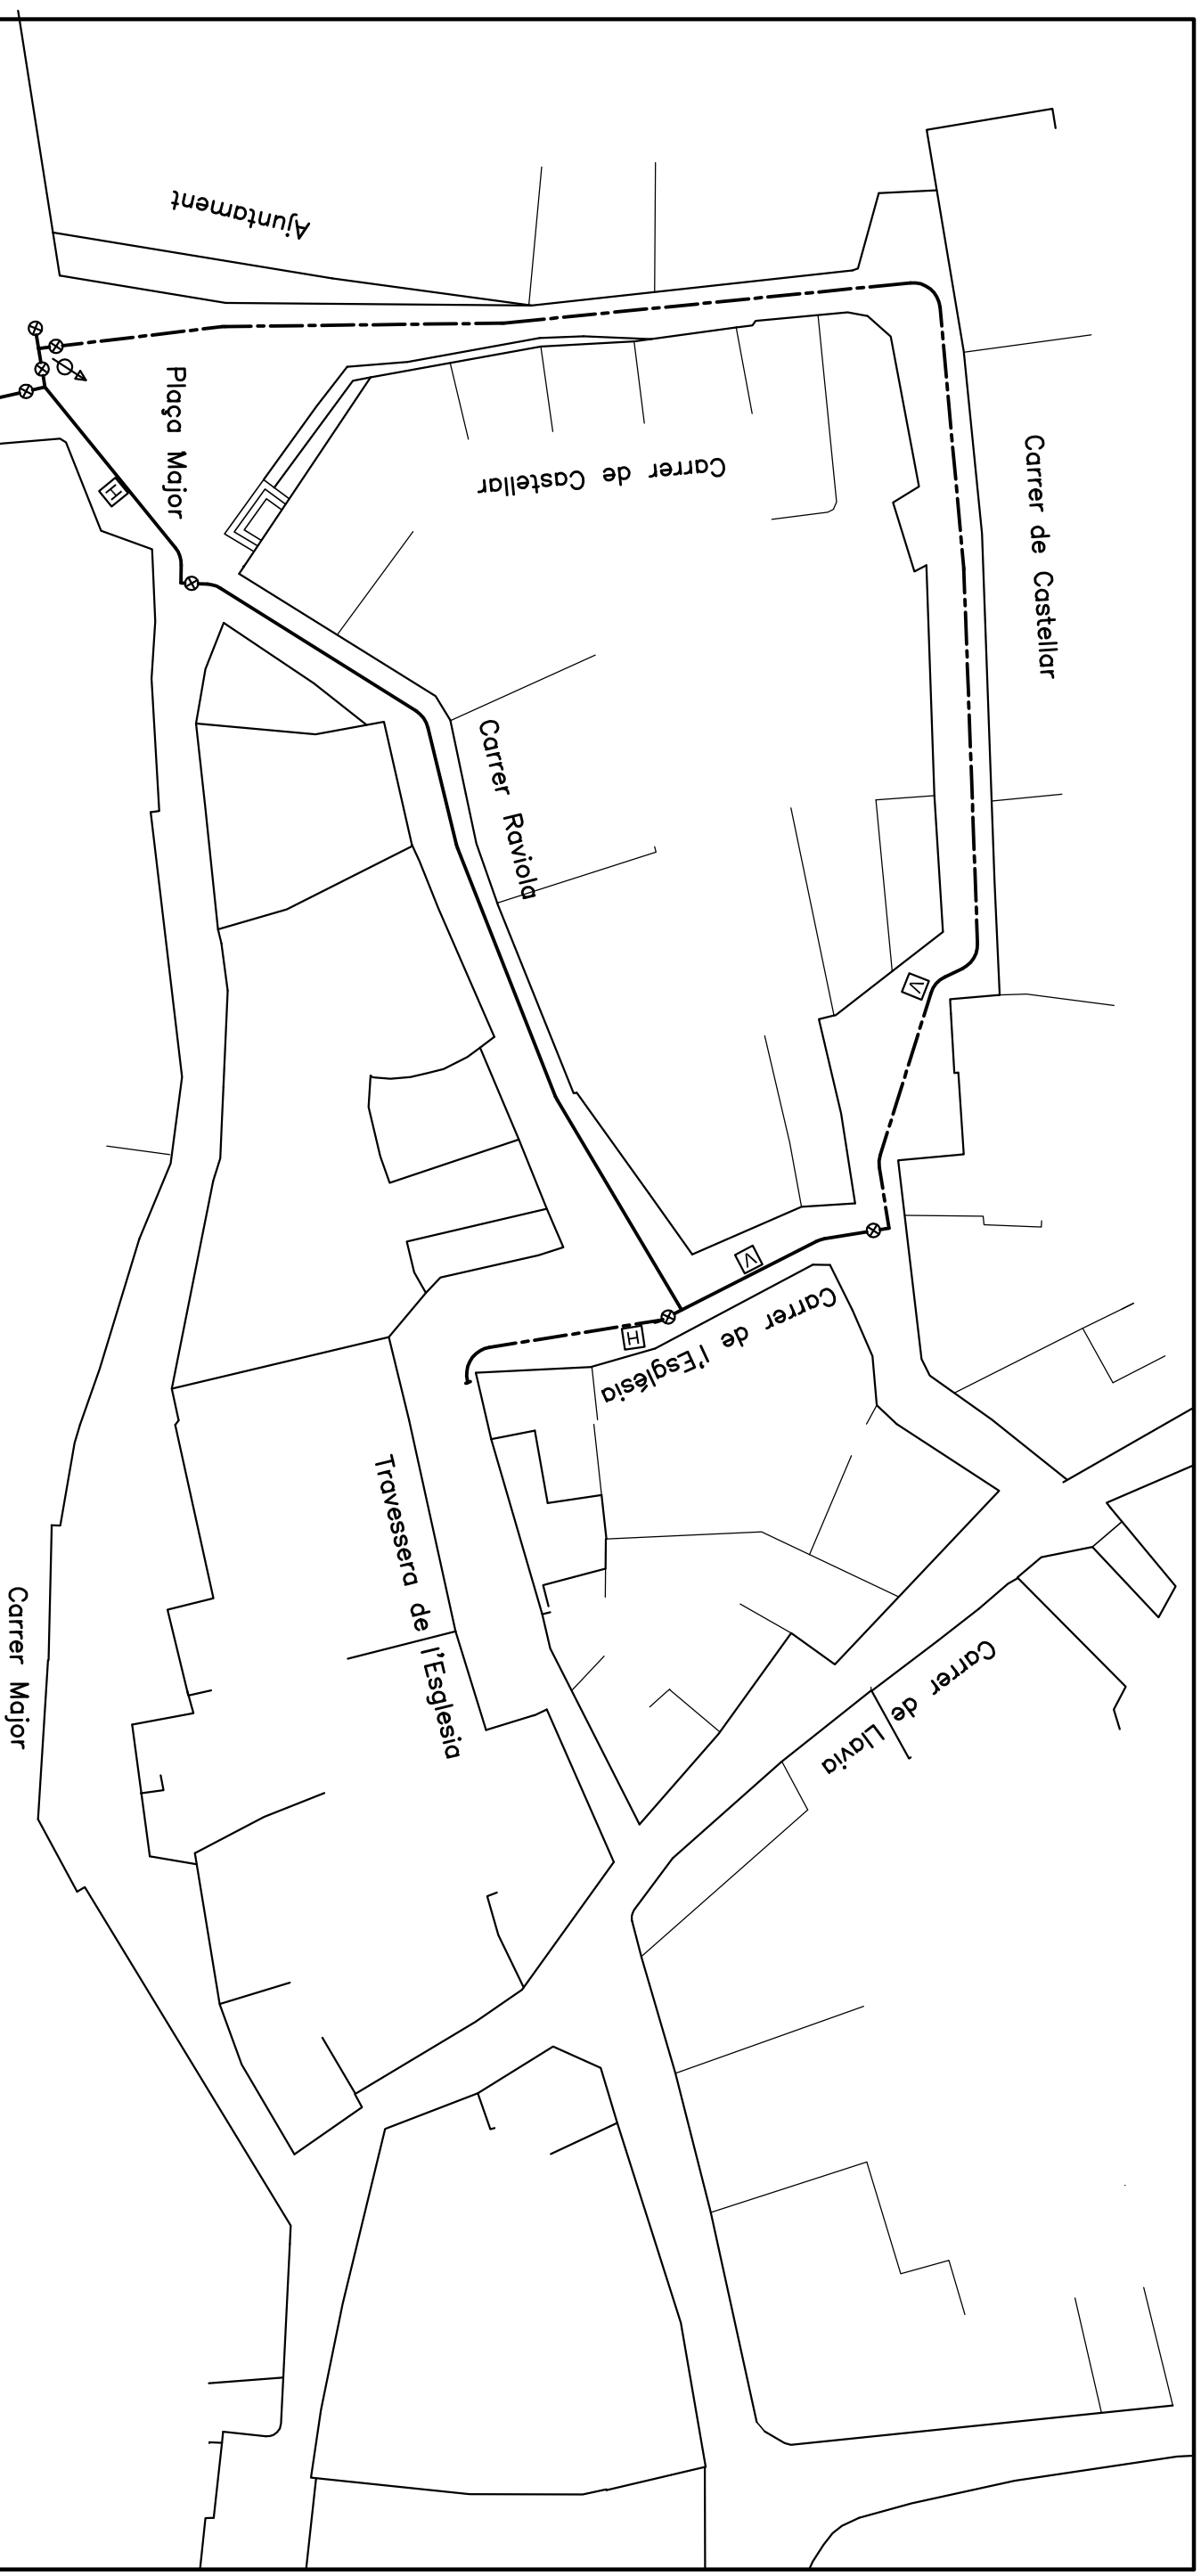 Ajuntament
Plaça Major
H
Carrer de Castellar
Carrer de Castellar
Carrer Raviola
V
V
H
Carrer de l'Església
Travessera de l'Esglesia
Carrer de Llavia
Carrer Major